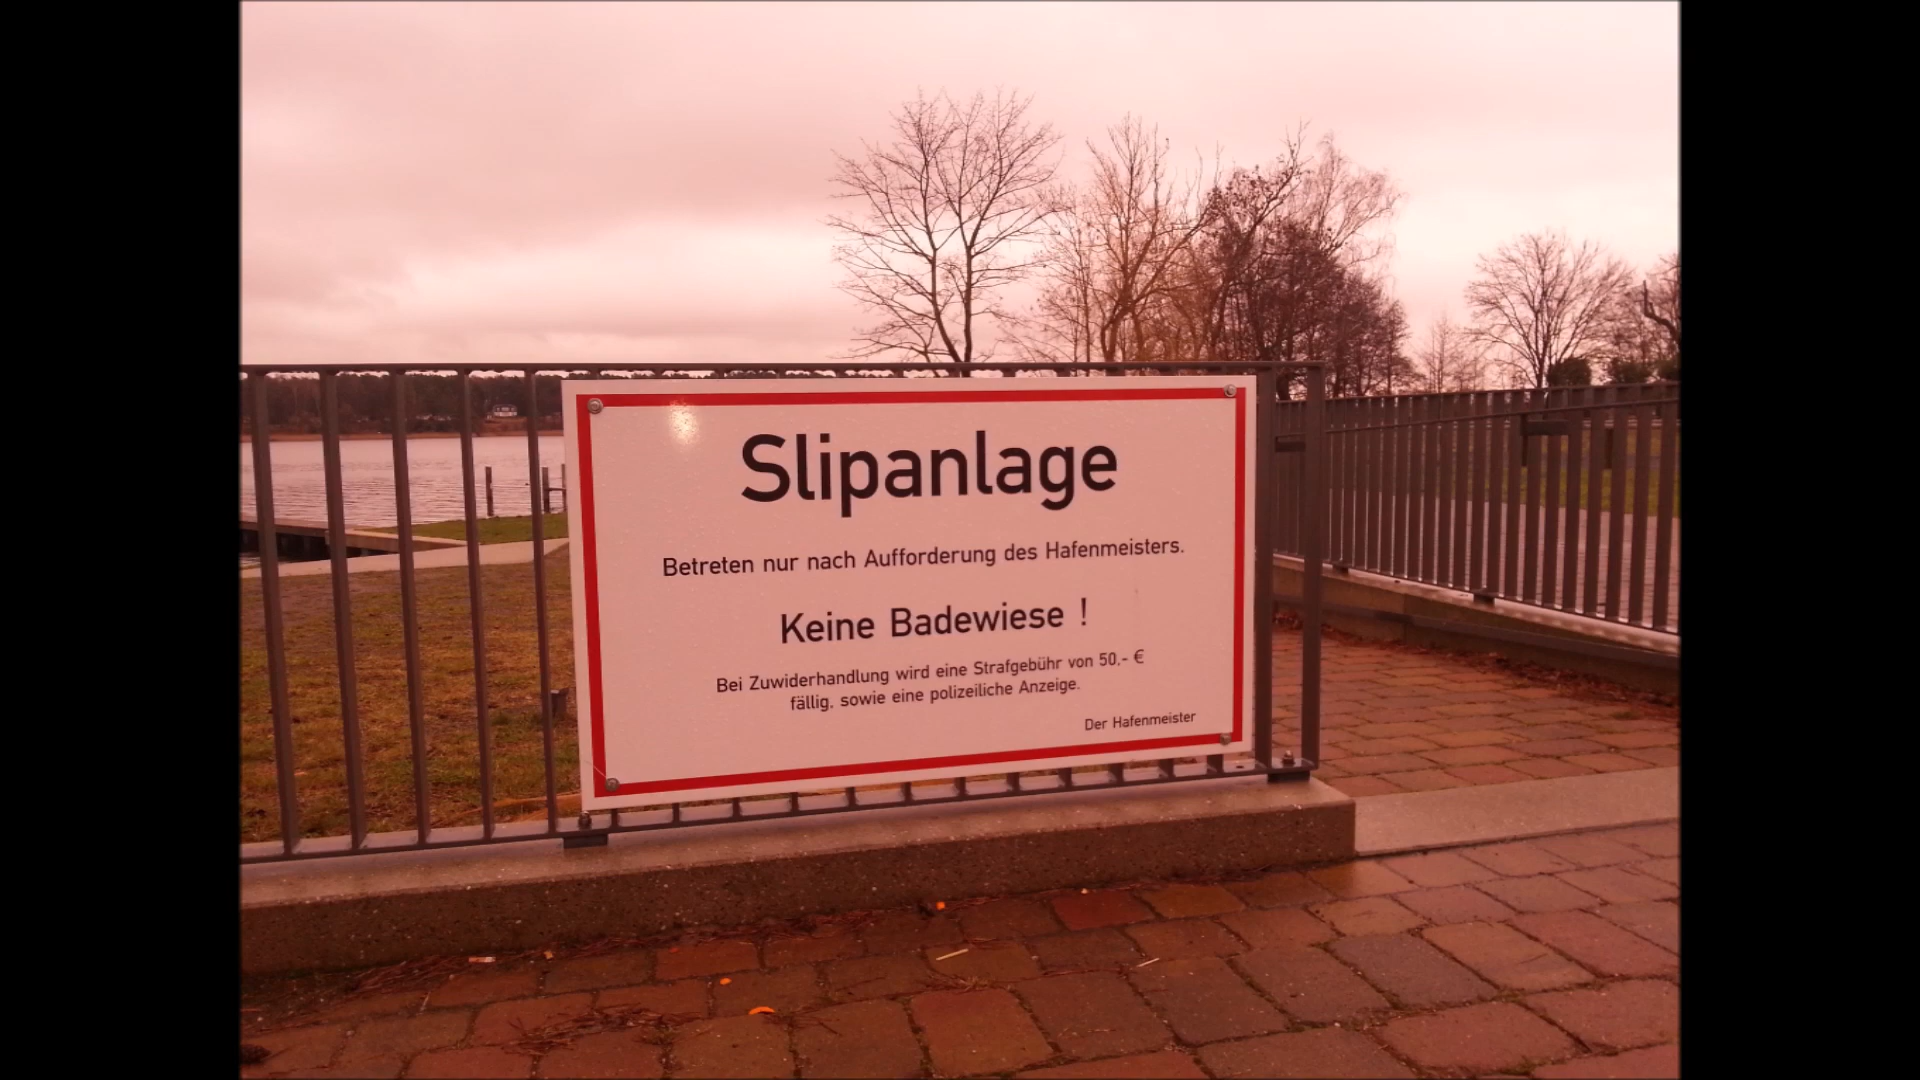 Slipanlage
Betreten nur nach Aufforderung des Hafenmeisters.
Keine Badewiese !
Bei Zuwiderhandlung wird eine Strafgebühr von 50,- €
fällig, sowie eine polizeiliche Anzeige.
Der Hafenmeister